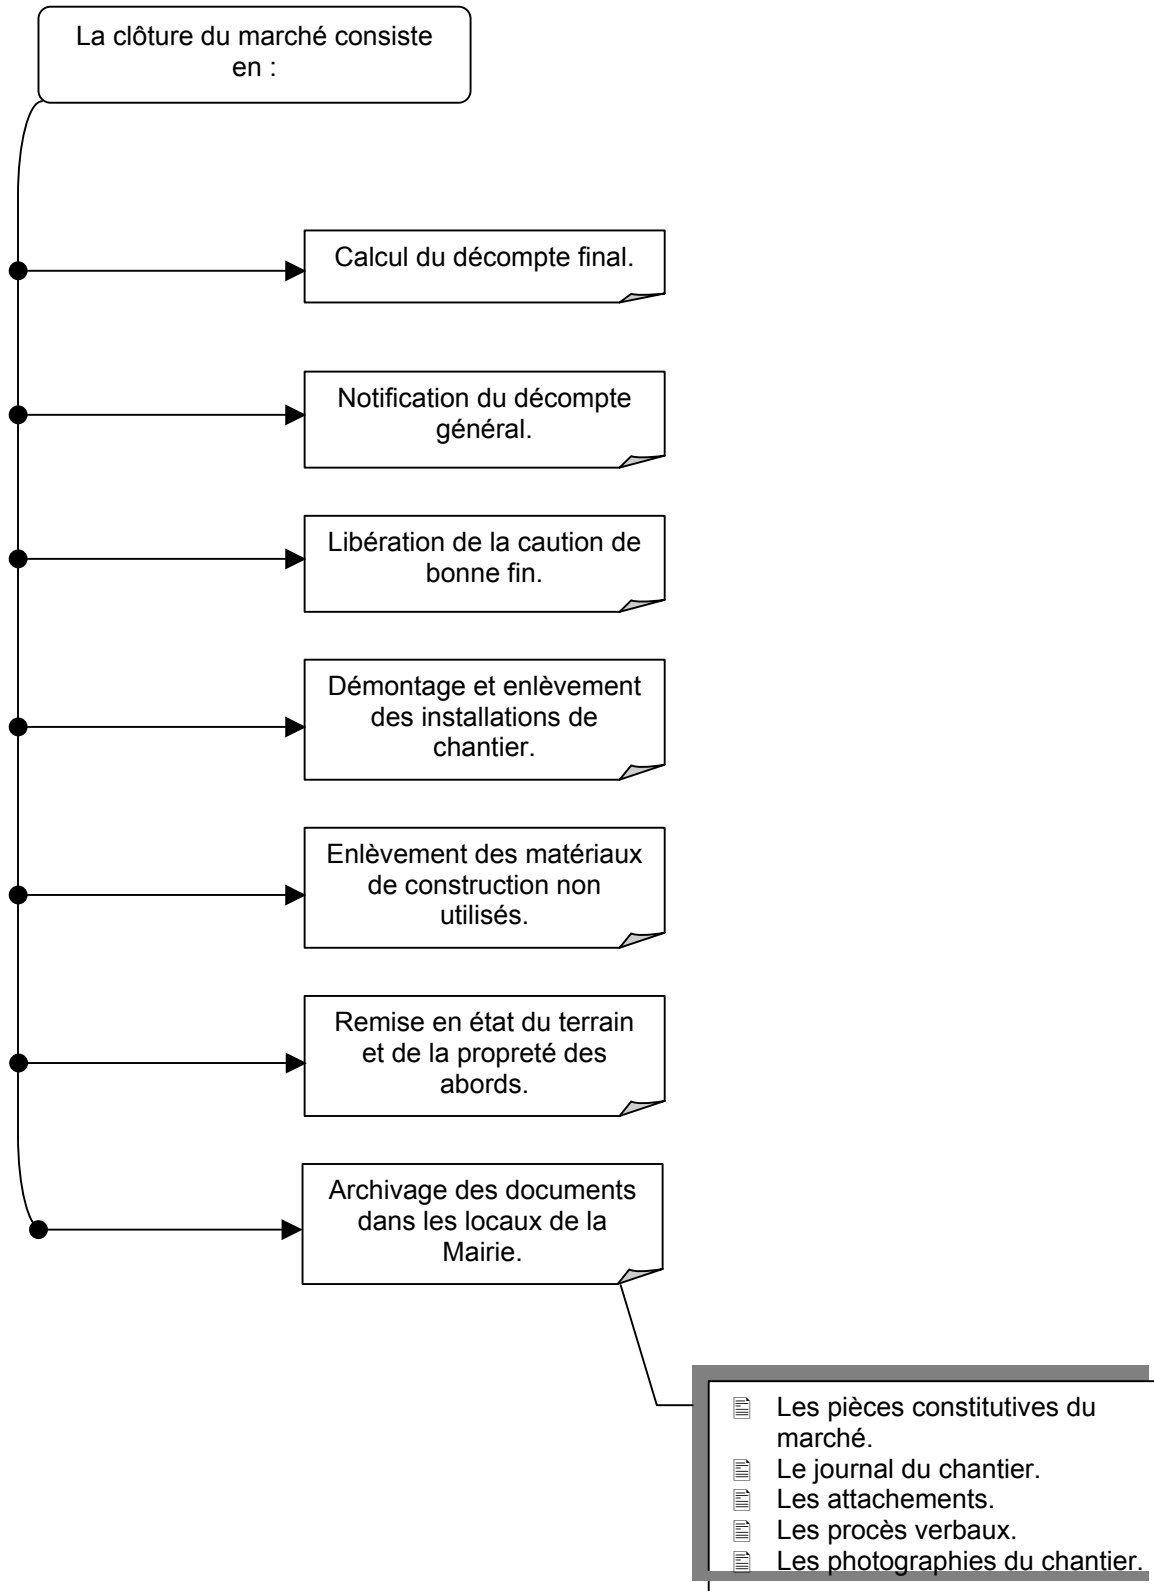 La clôture du marché consiste
en :
Calcul du décompte final.
Notification du décompte
général.
Libération de la caution de
bonne fin.
Démontage et enlèvement
des installations de
chantier.
Enlèvement des matériaux
de construction non
utilisés.
Remise en état du terrain
et de la propreté des
abords.
Archivage des documents
dans les locaux de la
Mairie.
Les pièces constitutives du
marché.
Le journal du chantier.
Les attachements.
Les procès verbaux.
Les photographies du chantier.